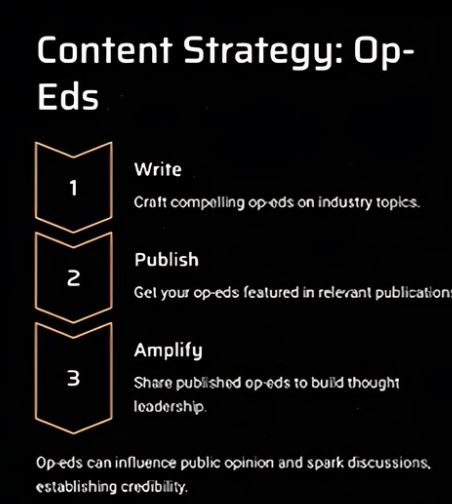 Content Strategy: Op-
Eds
1
Write
Craft compelling op-eds on industry topics.
2
Publish
Get your op-eds featured in relevant publications
3
Amplify
Share published op-eds to build thought
leadership.
Op-eds can influence public opinion and spark discussions,
establishing credibility.